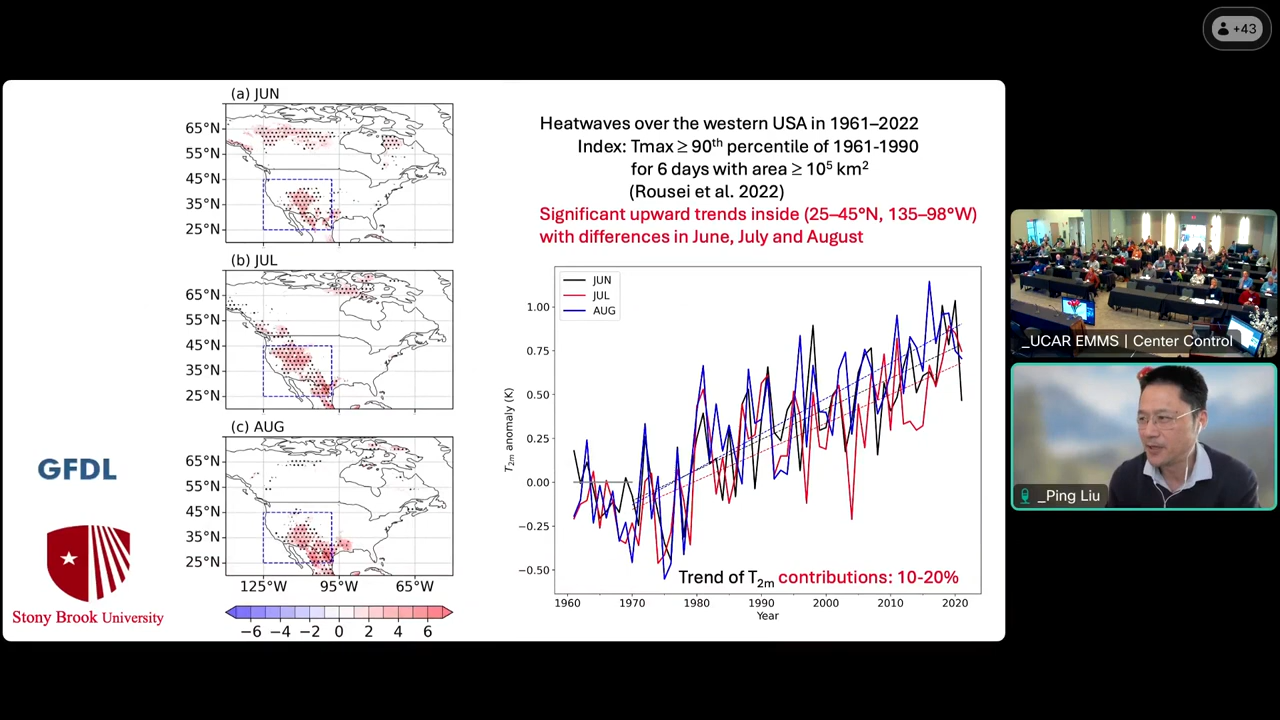 +43
(a) JUN
65°N
55°N
45°N
35°N
25°N
(b) JUL
65°N
55°N
45°N
35°N
25°N
(c) AUG
65°N
55°N
45°N
35°N
25°N
125°W 95°W 65°W
−6 −4 −2 0 2 4 6
GFDL
Stony Brook University
Heatwaves over the western USA in 1961–2022
Index: Tmax ≥ 90th percentile of 1961-1990
for 6 days with area ≥ 10⁵ km²
(Rousei et al. 2022)
Significant upward trends inside (25–45°N, 135–98°W)
with differences in June, July and August
JUN
JUL
AUG
1.00
0.75
0.50
0.25
0.00
−0.25
−0.50
T2m anomaly (K)
Trend of T2m contributions: 10-20%
1960 1970 1980 1990 2000 2010 2020
Year
_UCAR EMMS | Center Control
_Ping Liu